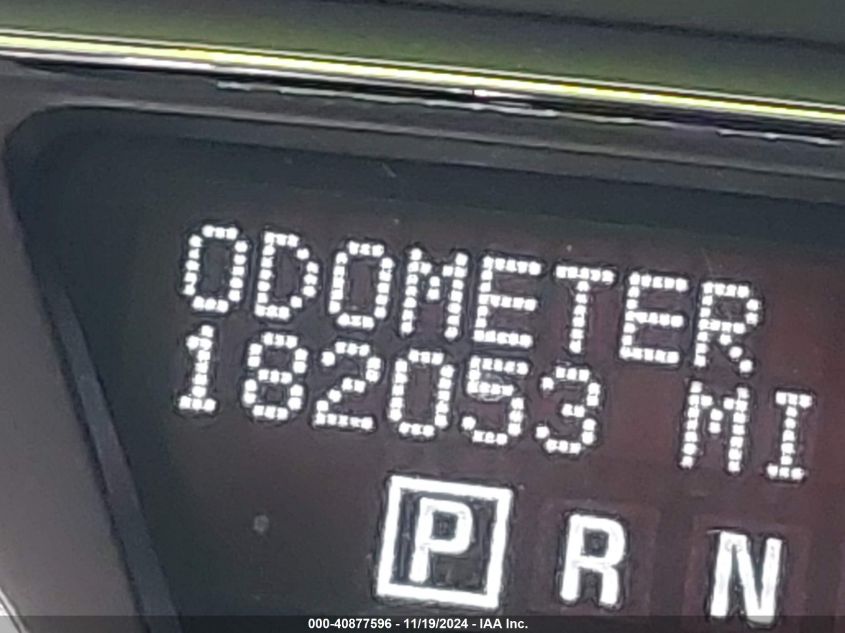 ODOMETER
182053 MI
P R N
000-40877596 - 11/19/2024 - IAA Inc.